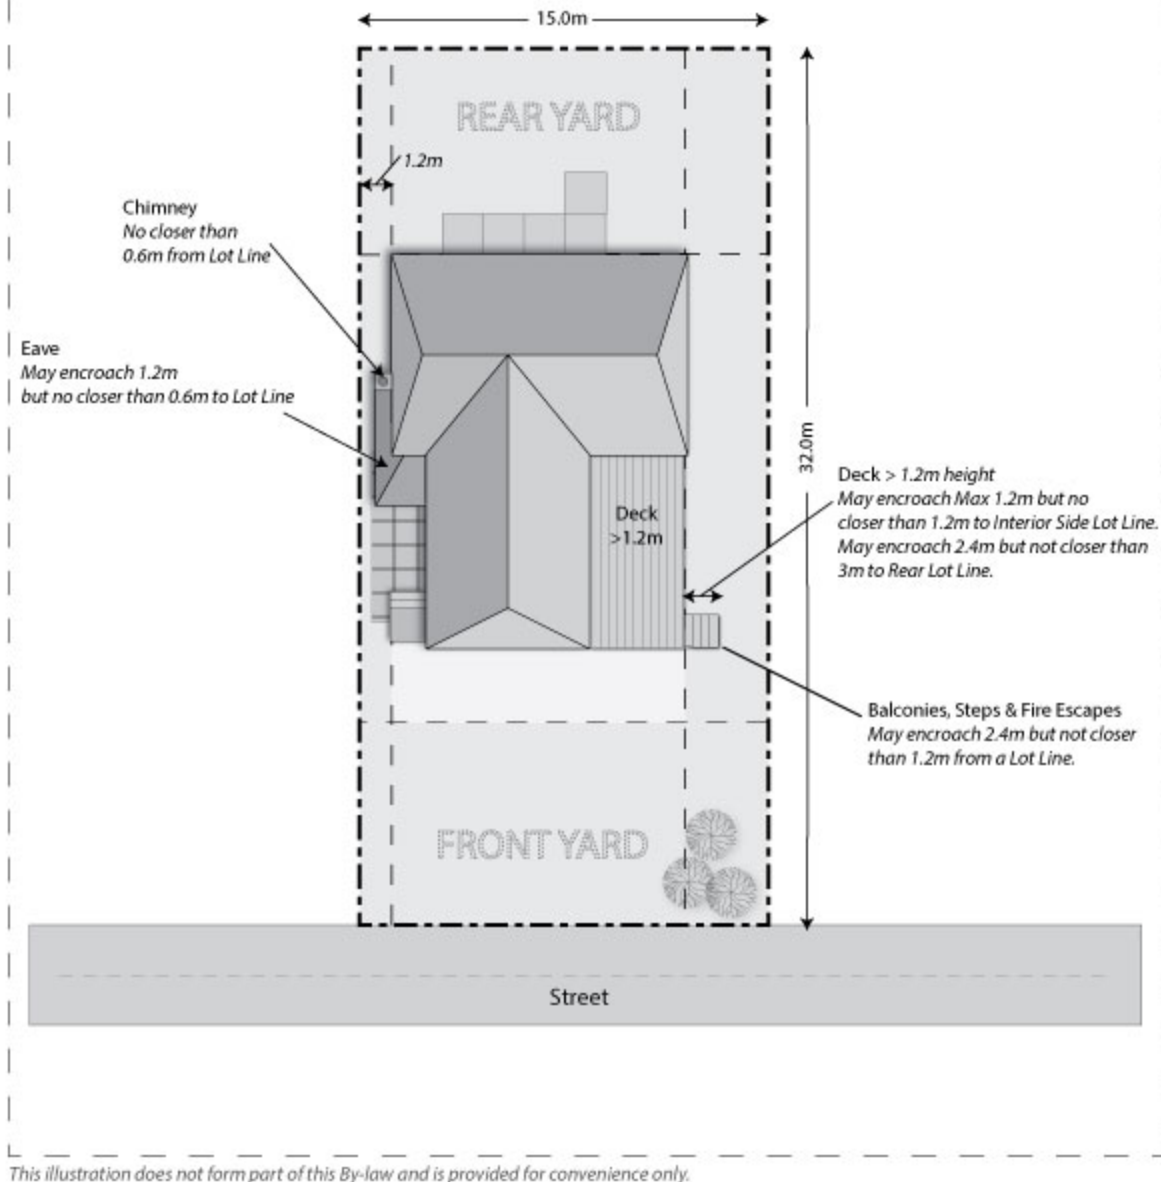 15.0m
REAR YARD
1.2m
Chimney
No closer than
0.6m from Lot Line
Eave
May encroach 1.2m
but no closer than 0.6m to Lot Line
32.0m
Deck > 1.2m height
May encroach Max 1.2m but no
closer than 1.2m to Interior Side Lot Line.
May encroach 2.4m but not closer than
3m to Rear Lot Line.
Deck
>1.2m
Balconies, Steps & Fire Escapes
May encroach 2.4m but not closer
than 1.2m from a Lot Line.
FRONT YARD
Street
This illustration does not form part of this By-law and is provided for convenience only.